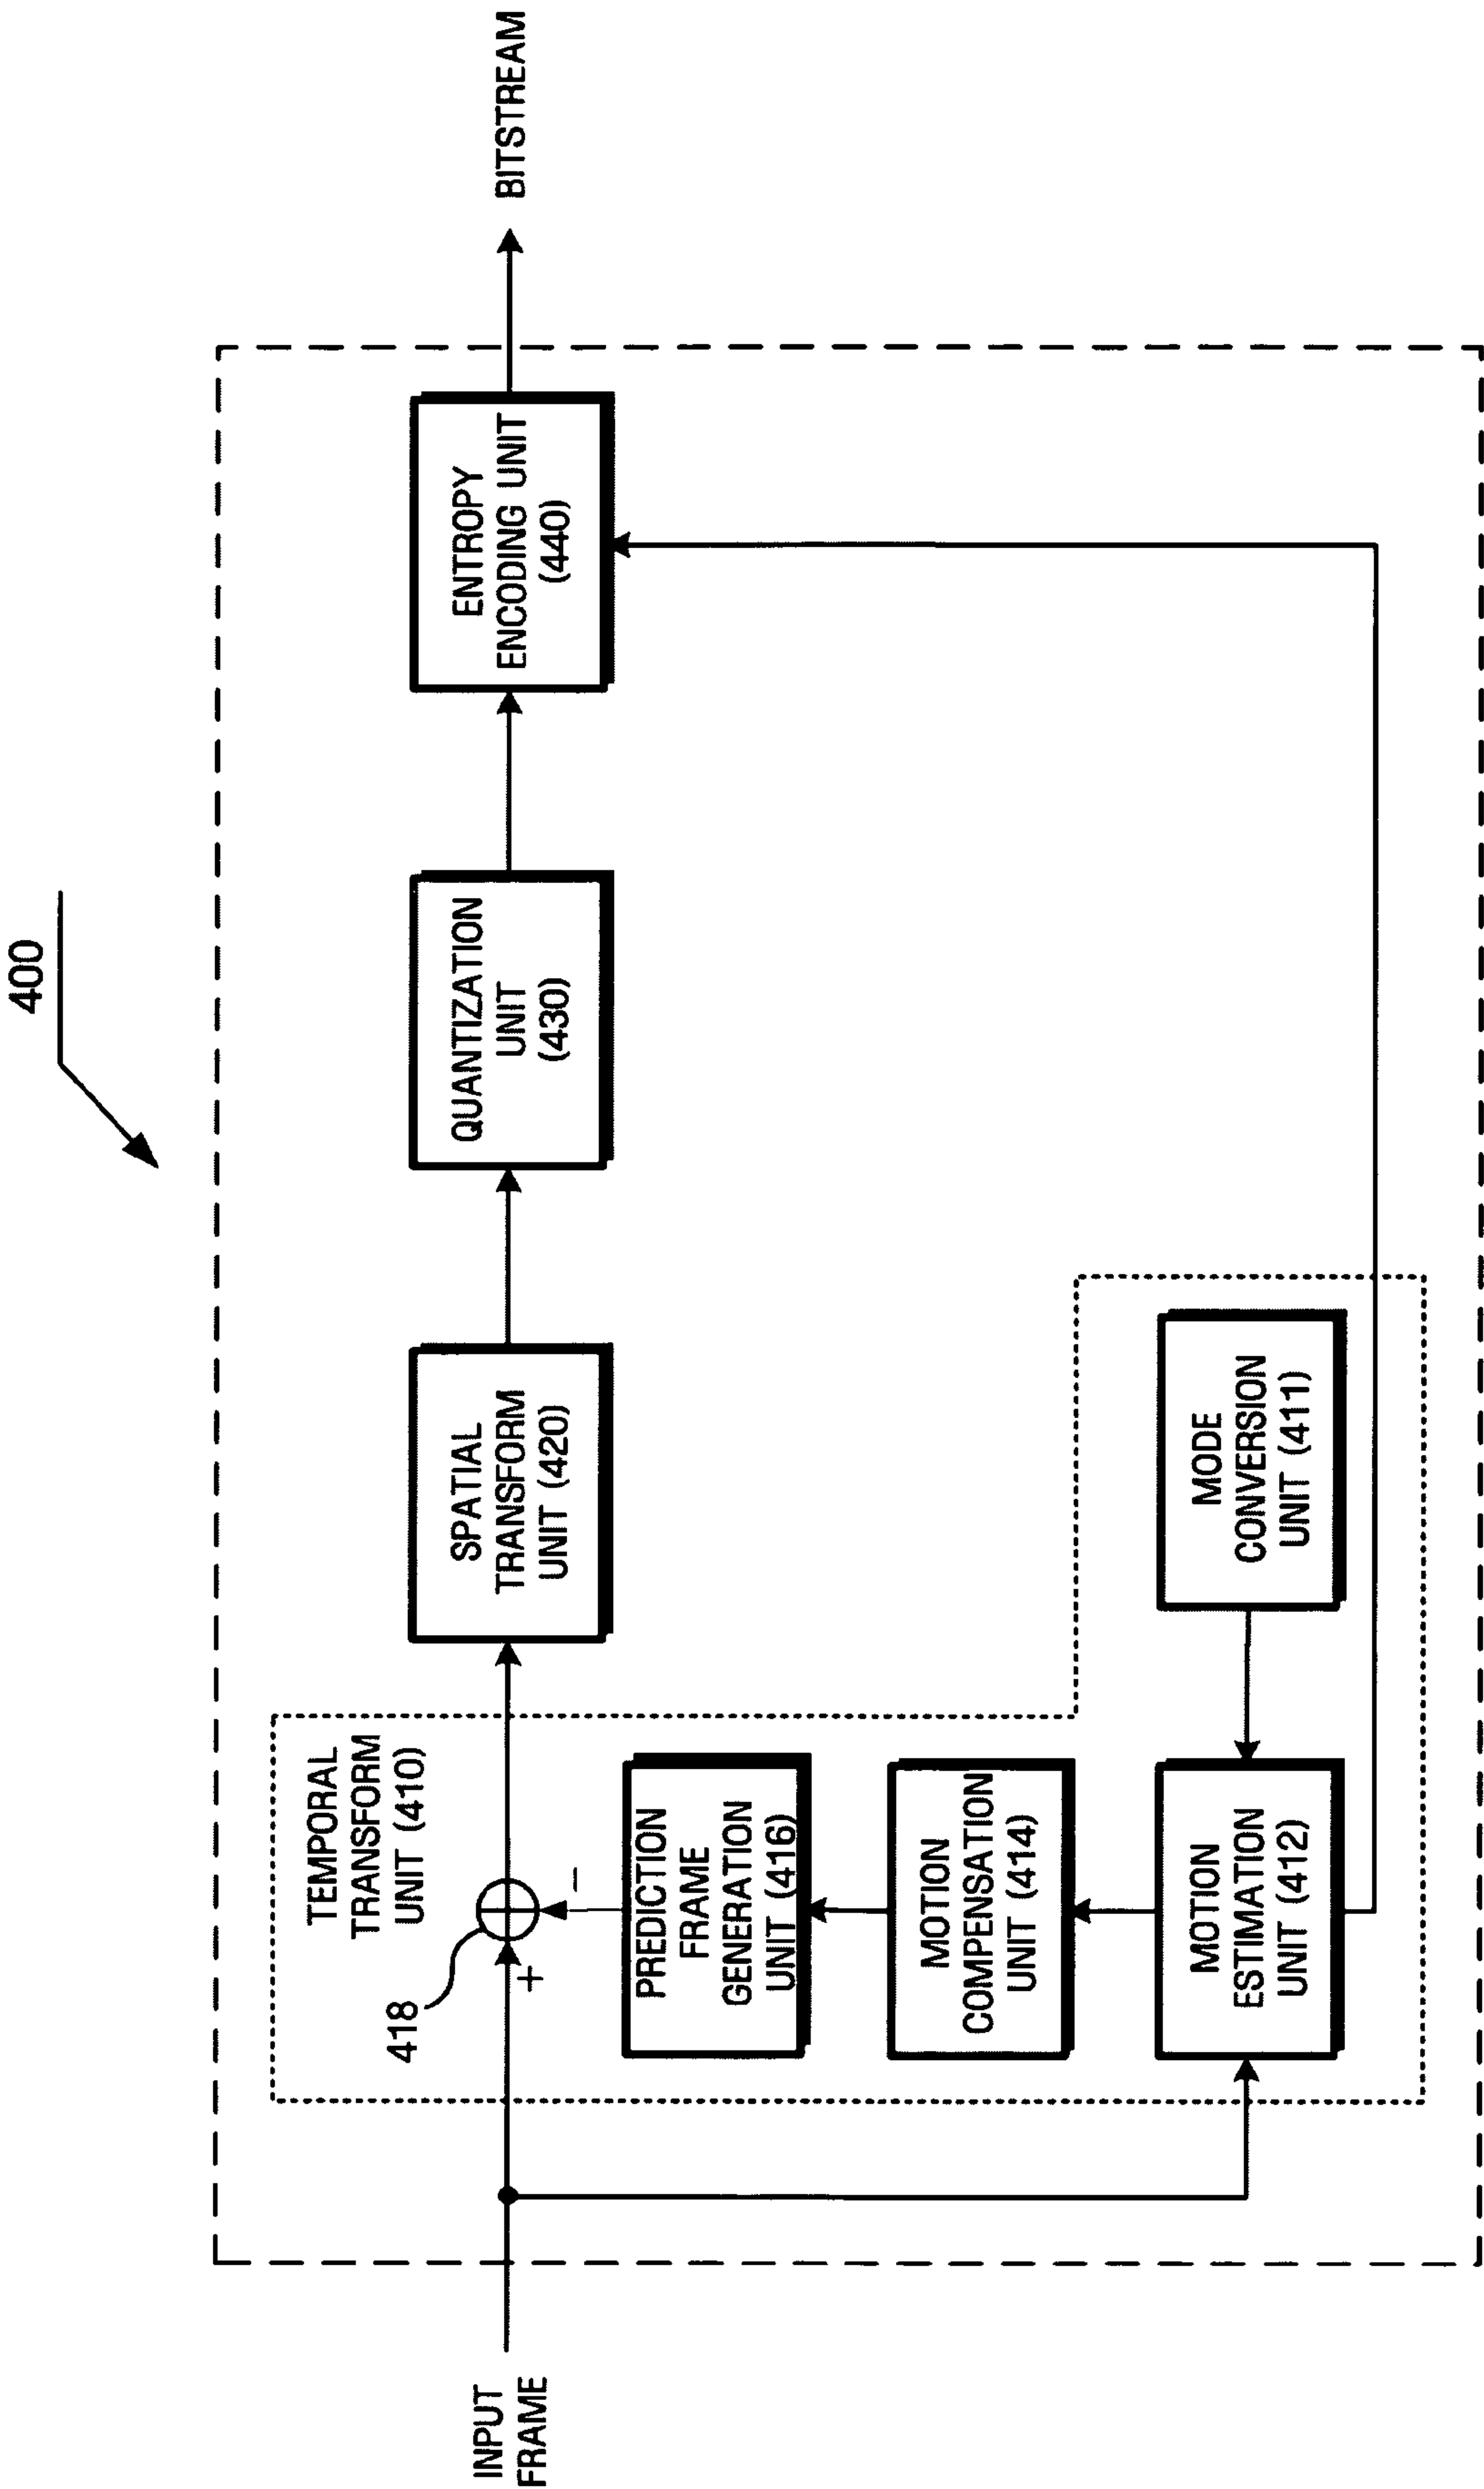 400
INPUT
FRAME
TEMPORAL
TRANSFORM
UNIT (410)
418
+
−
PREDICTION
FRAME
GENERATION
UNIT (416)
MOTION
COMPENSATION
UNIT (414)
MOTION
ESTIMATION
UNIT (412)
MODE
CONVERSION
UNIT (411)
SPATIAL
TRANSFORM
UNIT (420)
QUANTIZATION
UNIT
(430)
ENTROPY
ENCODING UNIT
(440)
BITSTREAM